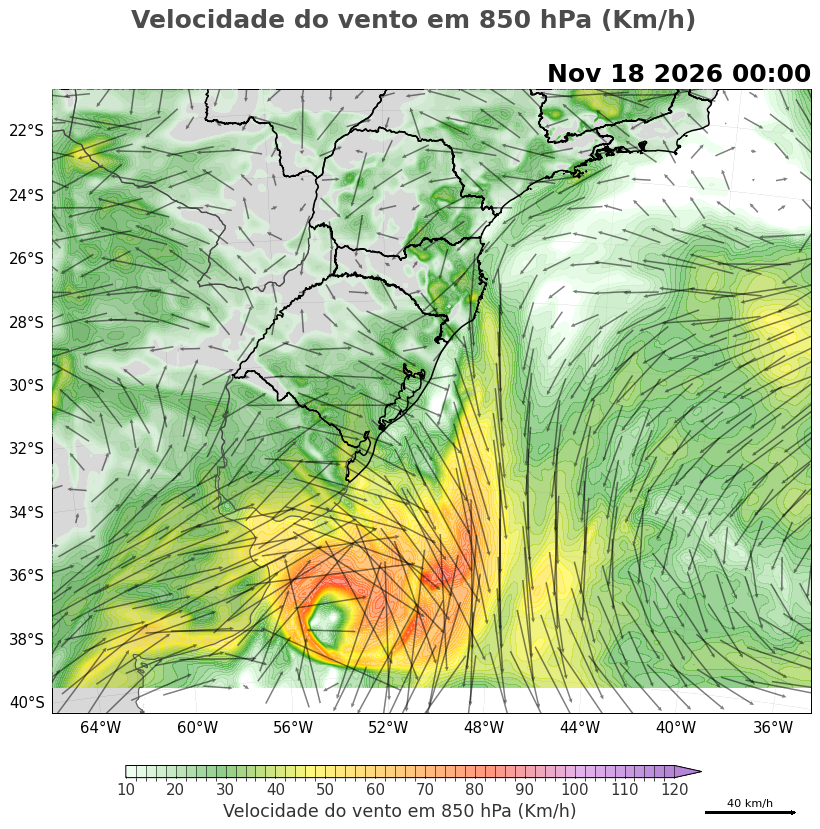 Velocidade do vento em 850 hPa (Km/h)
Nov 18 2026 00:00
22°S
24°S
26°S
28°S
30°S
32°S
34°S
36°S
38°S
40°S
64°W 60°W 56°W 52°W 48°W 44°W 40°W 36°W
10 20 30 40 50 60 70 80 90 100 110 120
40 km/h
Velocidade do vento em 850 hPa (Km/h)